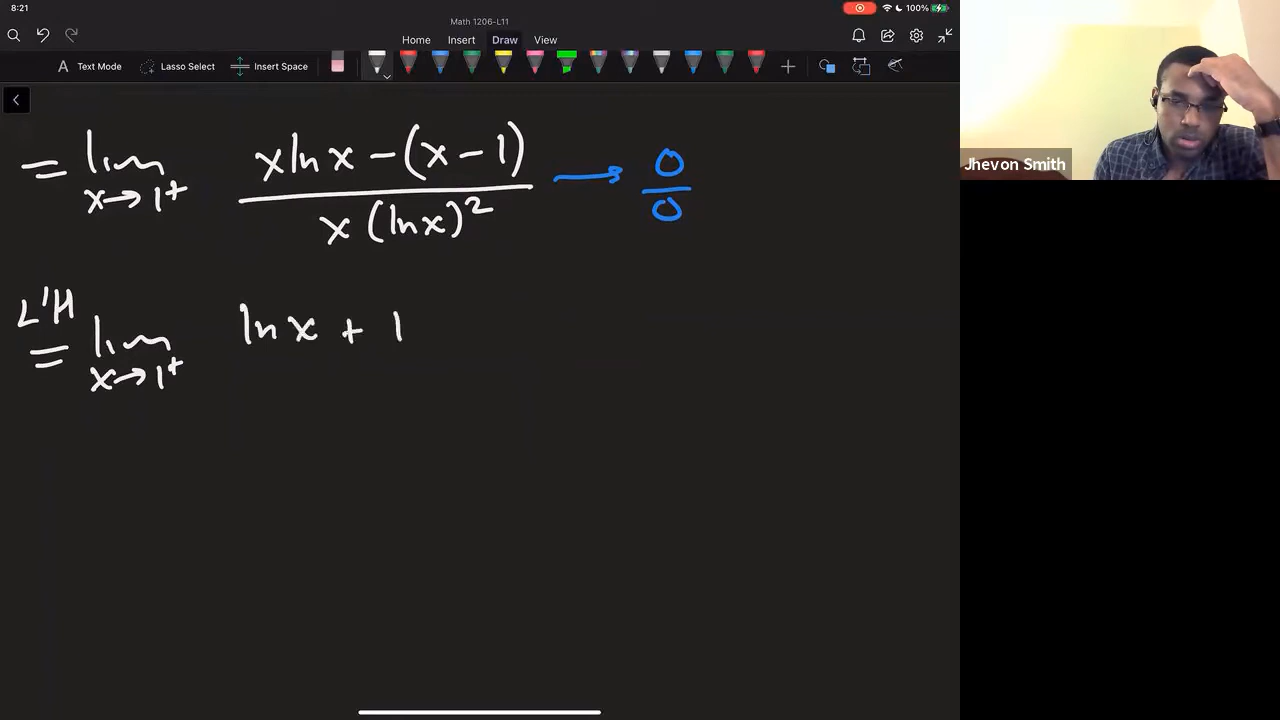 8:21
100%
Math 1206-L11
Home Insert Draw View
A Text Mode Lasso Select Insert Space
= lim x→1⁺ (x ln x − (x − 1)) / (x (ln x)²) → 0/0
L'H = lim x→1⁺ ln x + 1
Jhevon Smith